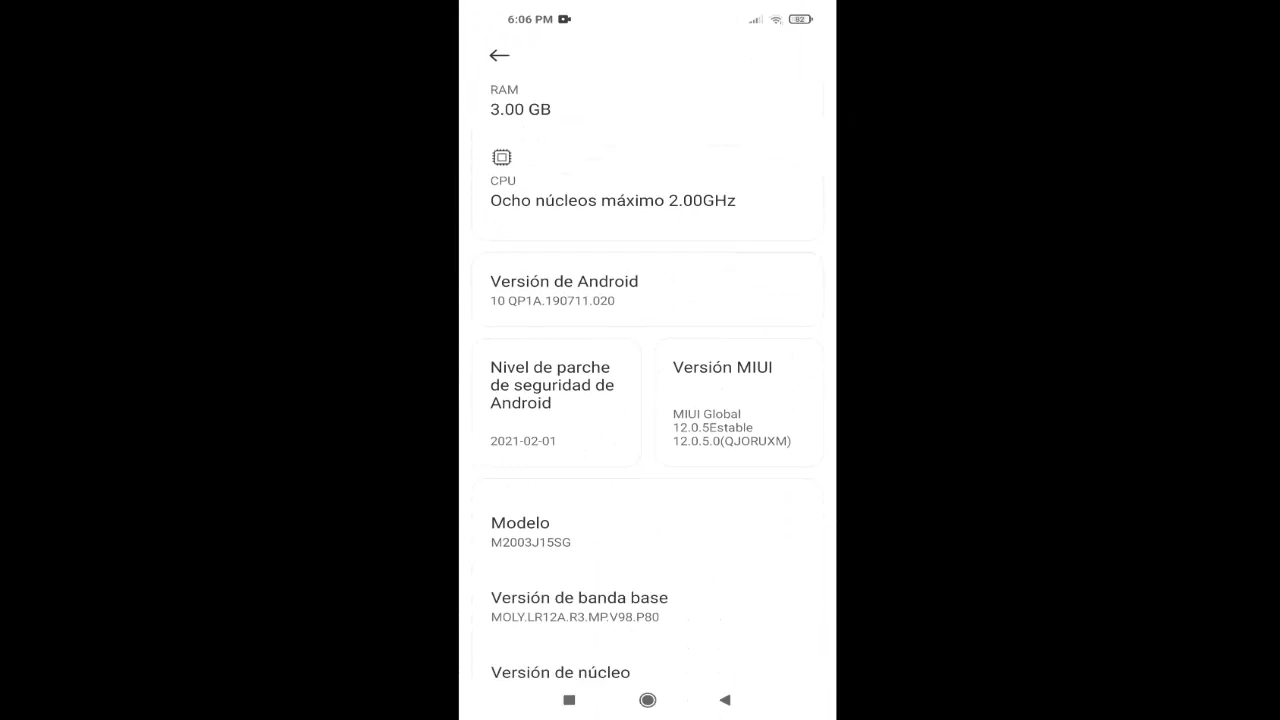 6:06 PM
82
RAM
3.00 GB
CPU
Ocho núcleos máximo 2.00GHz
Versión de Android
10 QP1A.190711.020
Nivel de parche
de seguridad de
Android
2021-02-01
Versión MIUI
MIUI Global
12.0.5Estable
12.0.5.0(QJORUXM)
Modelo
M2003J15SG
Versión de banda base
MOLY.LR12A.R3.MP.V98.P80
Versión de núcleo